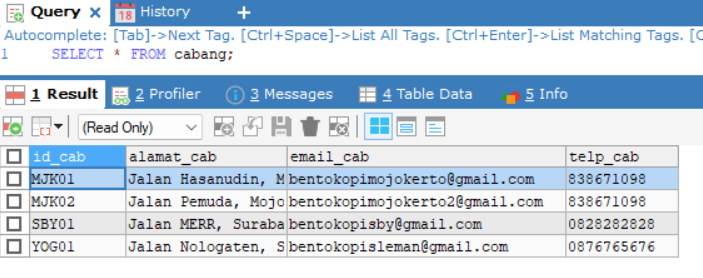 Query × History +
18
Autocomplete: [Tab]->Next Tag. [Ctrl+Space]->List All Tags. [Ctrl+Enter]->List Matching Tags. [C
1 SELECT * FROM cabang;
1 Result 2 Profiler 3 Messages 4 Table Data 5 Info
(Read Only)
id_cab alamat_cab email_cab telp_cab
MJK01 Jalan Hasanudin, M bentokopimojokerto@gmail.com 838671098
MJK02 Jalan Pemuda, Mojo bentokopimojokerto2@gmail.com 838671098
SBY01 Jalan MERR, Suraba bentokopisby@gmail.com 0828282828
YOG01 Jalan Nologaten, S bentokopisleman@gmail.com 0876765676